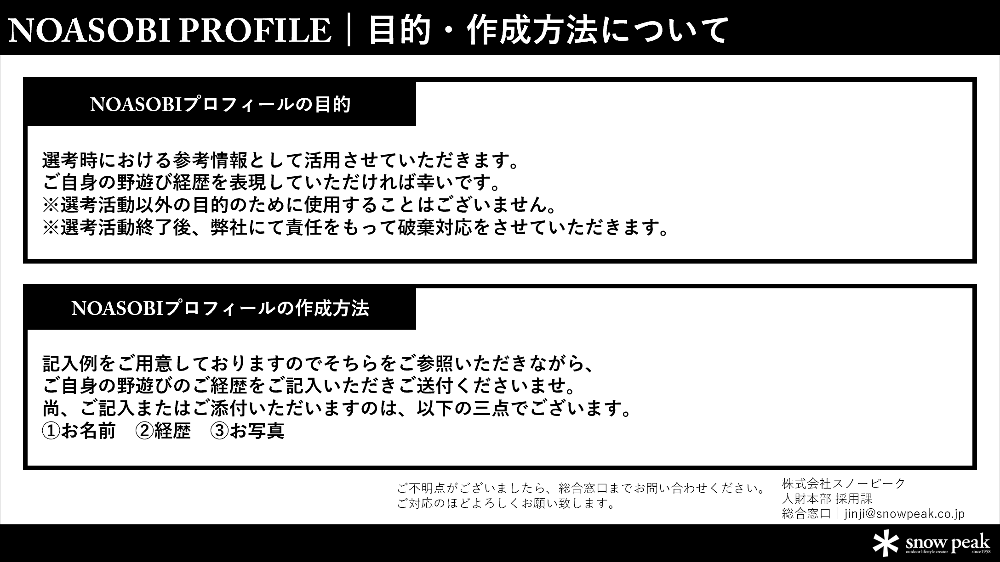 NOASOBI PROFILE｜目的・作成方法について
NOASOBIプロフィールの目的
選考時における参考情報として活用させていただきます。
ご自身の野遊び経歴を表現していただければ幸いです。
※選考活動以外の目的のために使用することはございません。
※選考活動終了後、弊社にて責任をもって破棄対応をさせていただきます。
NOASOBIプロフィールの作成方法
記入例をご用意しておりますのでそちらをご参照いただきながら、
ご自身の野遊びのご経歴をご記入いただきご送付くださいませ。
尚、ご記入またはご添付いただいますのは、以下の三点でございます。
①お名前　②経歴　③お写真
ご不明点がございましたら、総合窓口までお問い合わせください。
ご対応のほどよろしくお願い致します。
株式会社スノーピーク
人財本部 採用課
総合窓口｜jinji@snowpeak.co.jp
snow peak
outdoor lifestyle creator since1958